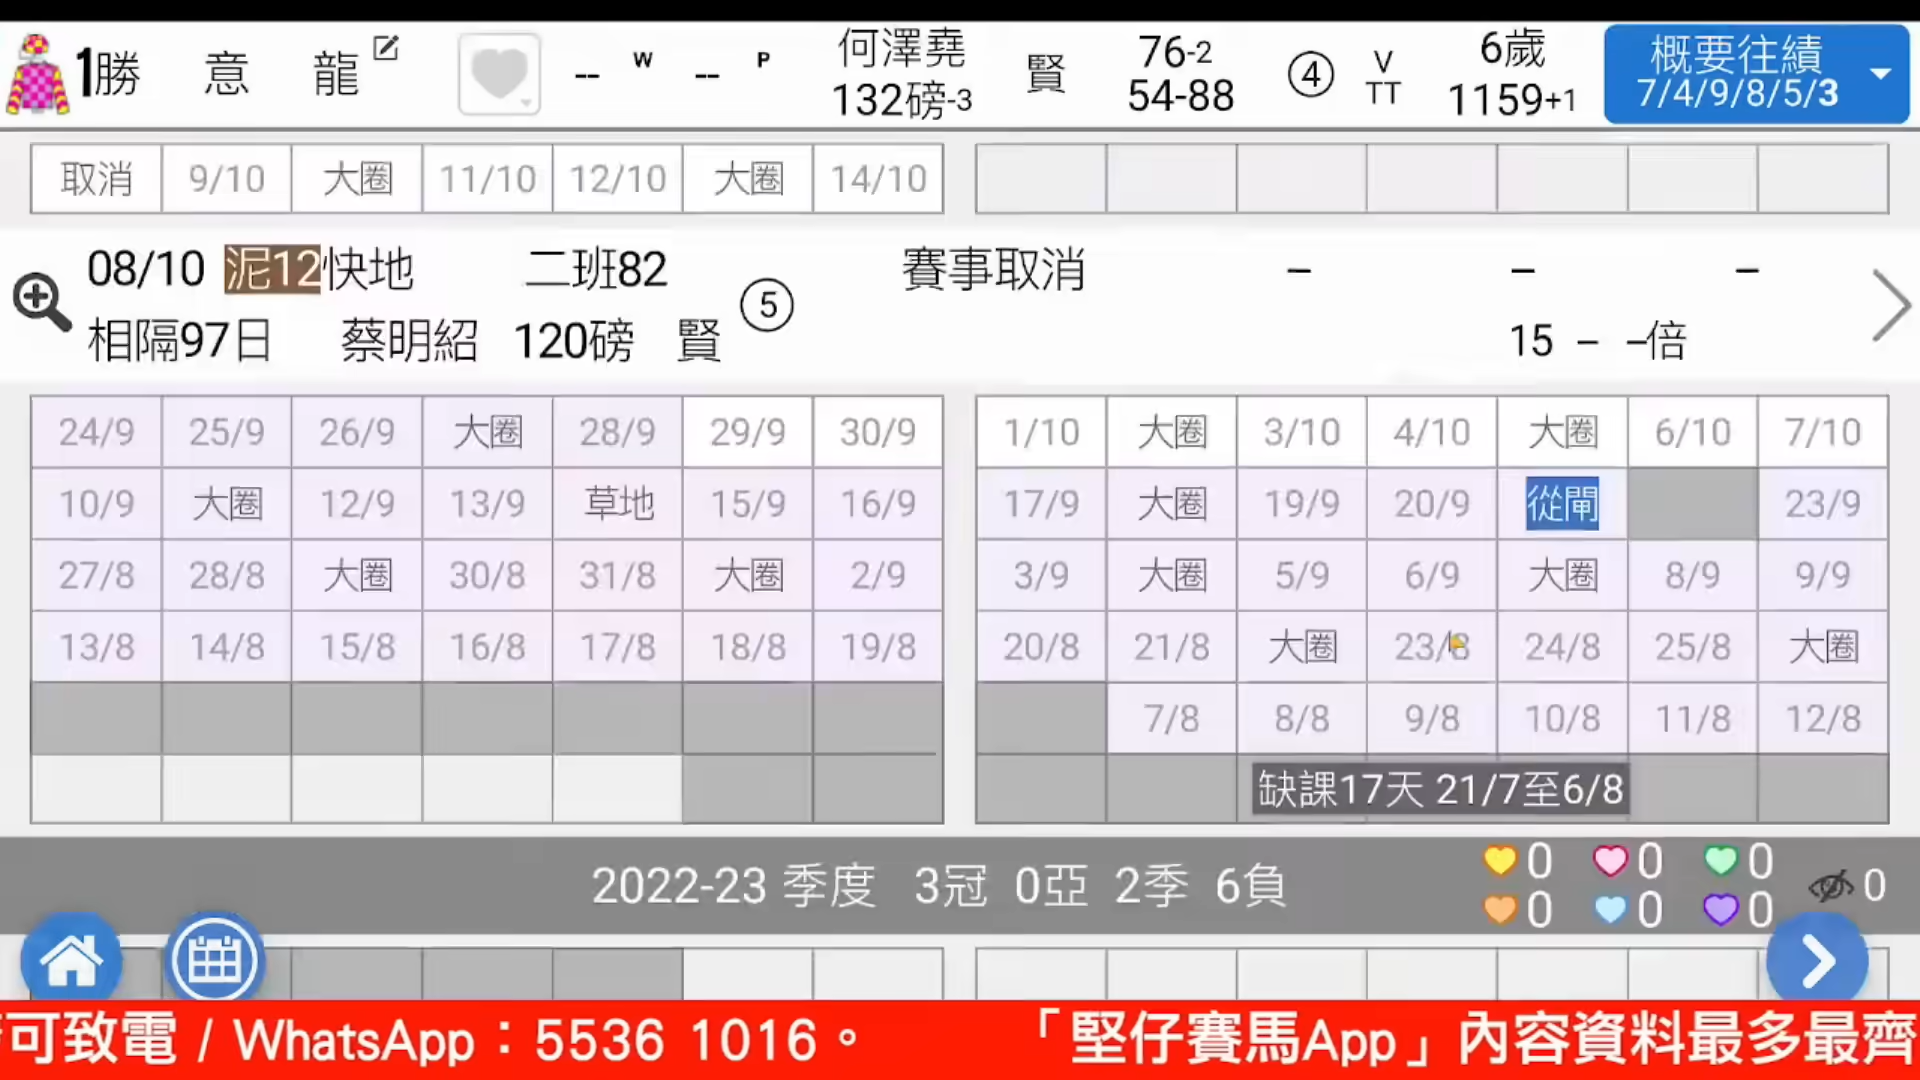 1勝 意 龍 -- W -- P 何澤堯 132磅-3 賢 76-2 54-88 4 V TT 6歲 1159+1 概要往績 7/4/9/8/5/3
取消 9/10 大圈 11/10 12/10 大圈 14/10
08/10 泥12快地 二班82 5 賽事取消 – – –
相隔97日 蔡明紹 120磅 賢 15 – –倍
24/9 25/9 26/9 大圈 28/9 29/9 30/9 1/10 大圈 3/10 4/10 大圈 6/10 7/10
10/9 大圈 12/9 13/9 草地 15/9 16/9 17/9 大圈 19/9 20/9 從閘 23/9
27/8 28/8 大圈 30/8 31/8 大圈 2/9 3/9 大圈 5/9 6/9 大圈 8/9 9/9
13/8 14/8 15/8 16/8 17/8 18/8 19/8 20/8 21/8 大圈 23/8 24/8 25/8 大圈
7/8 8/8 9/8 10/8 11/8 12/8
缺課17天 21/7至6/8
2022-23 季度 3冠 0亞 2季 6負 0 0 0 0
0 0 0
可致電 / WhatsApp：5536 1016。 「堅仔賽馬App」內容資料最多最齊